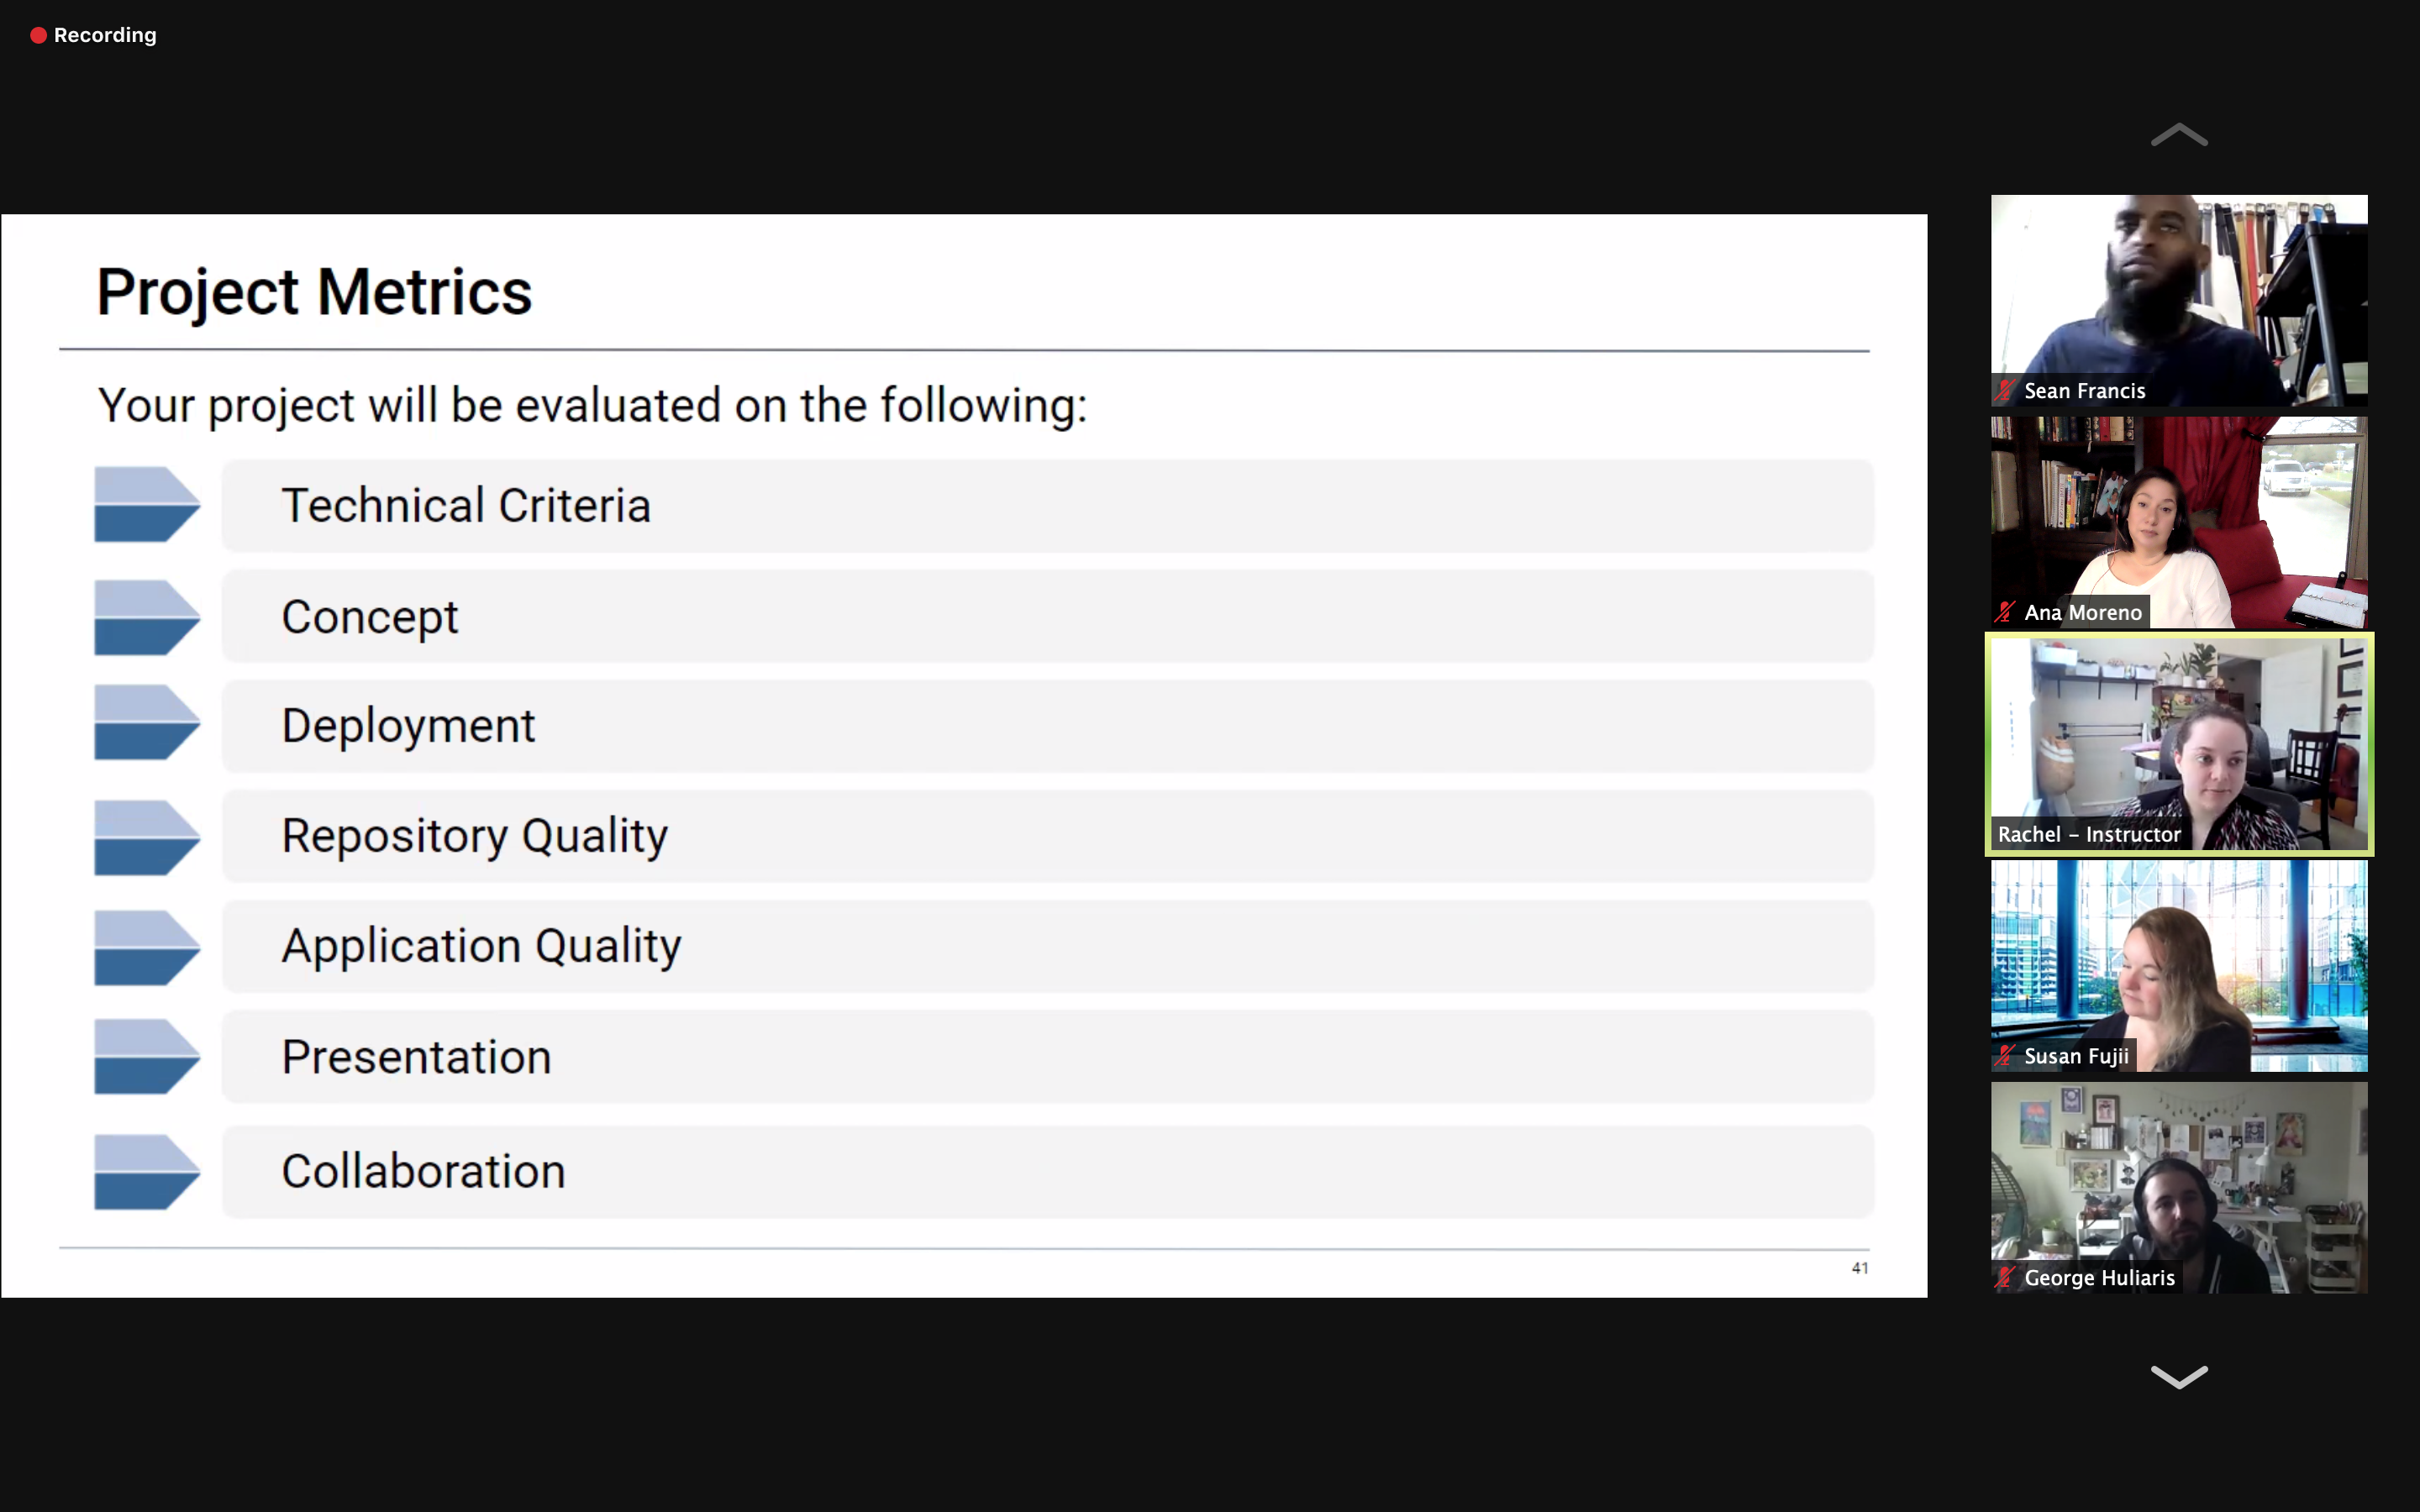 Recording
Project Metrics
Your project will be evaluated on the following:
Technical Criteria
Concept
Deployment
Repository Quality
Application Quality
Presentation
Collaboration
41
Sean Francis
Ana Moreno
Rachel – Instructor
Susan Fujii
George Huliaris